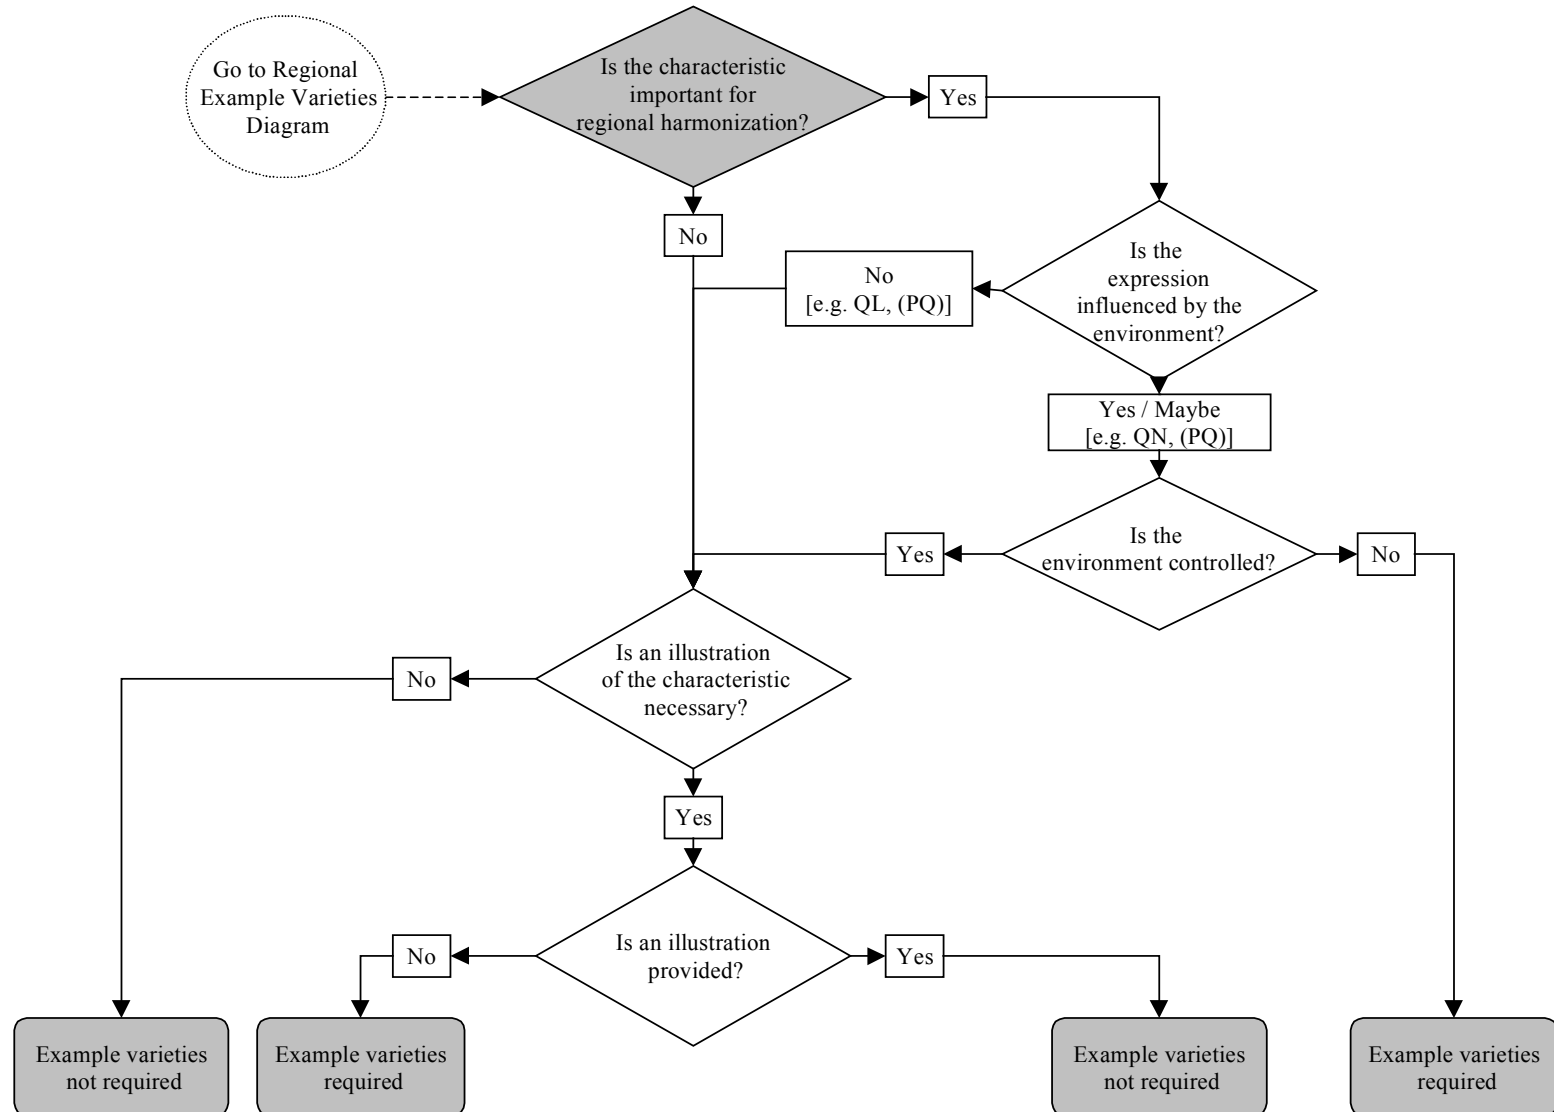 Go to Regional
Example Varieties
Diagram
Is the characteristic
important for
regional harmonization?
Yes
No
Is the
expression
influenced by the
environment?
No
[e.g. QL, (PQ)]
Yes / Maybe
[e.g. QN, (PQ)]
Is the
environment controlled?
Yes
No
Is an illustration
of the characteristic
necessary?
No
Yes
Is an illustration
provided?
No
Yes
Example varieties
not required
Example varieties
required
Example varieties
not required
Example varieties
required